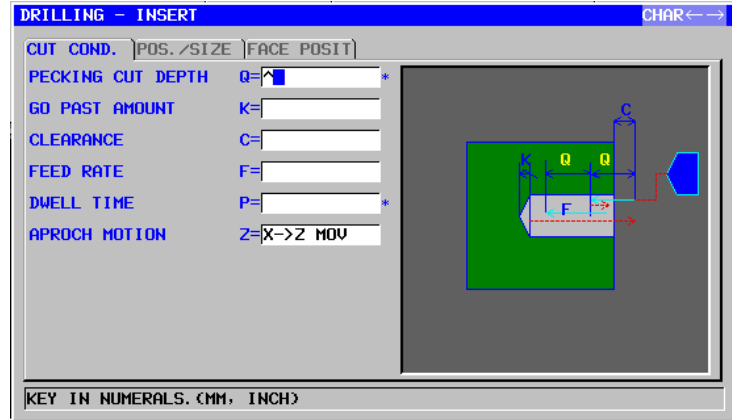 DRILLING - INSERT CHAR←→
CUT COND. POS./SIZE FACE POSIT
PECKING CUT DEPTH Q=^ *
GO PAST AMOUNT K=
CLEARANCE C=
FEED RATE F=
DWELL TIME P= *
APROCH MOTION Z=X->Z MOV
C
K Q Q
F
KEY IN NUMERALS.(MM, INCH)